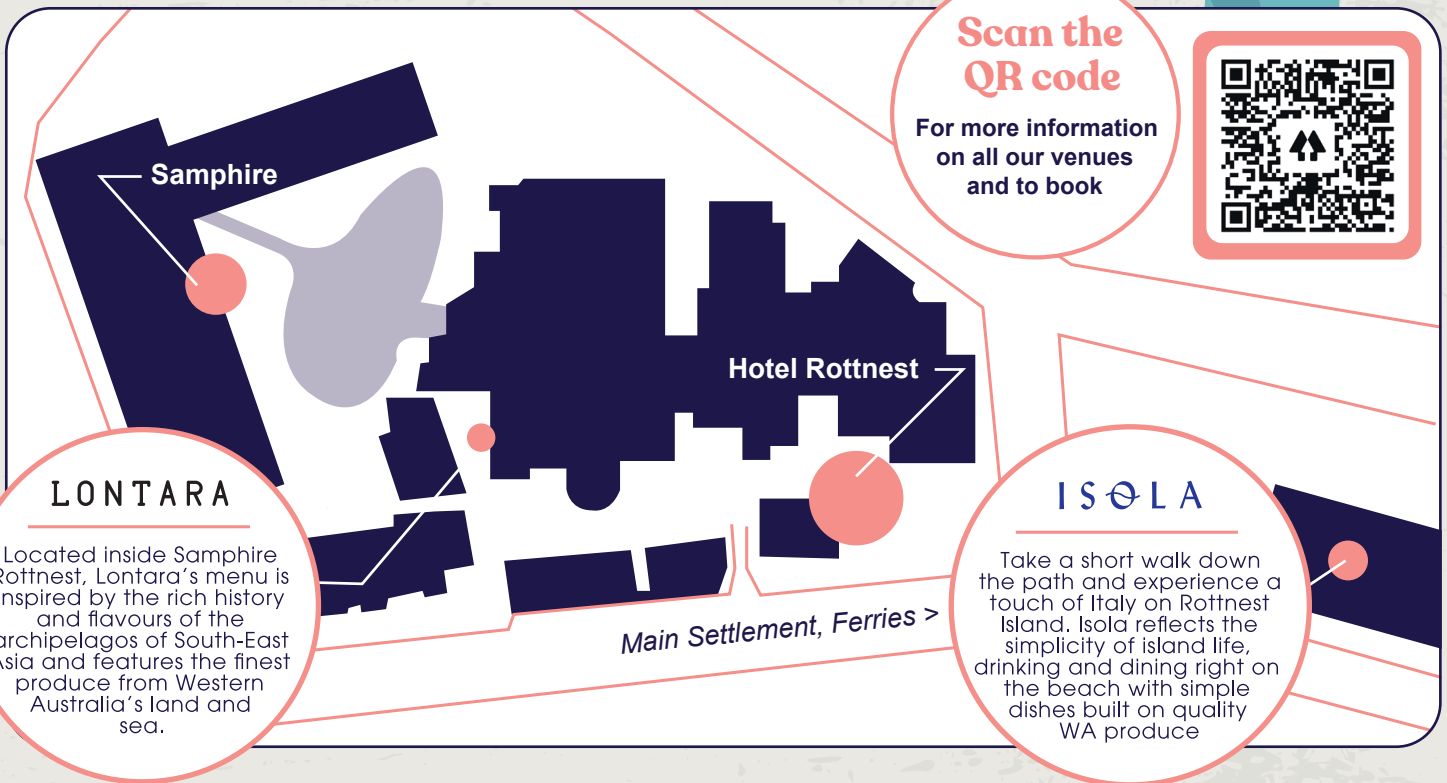 Scan the
QR code
For more information
on all our venues
and to book
Samphire
Hotel Rottnest
LONTARA
Located inside Samphire
Rottnest, Lontara's menu is
inspired by the rich history
and flavours of the
archipelagos of South-East
Asia and features the finest
produce from Western
Australia's land and
sea.
Main Settlement, Ferries >
ISOLA
Take a short walk down
the path and experience a
touch of Italy on Rottnest
Island. Isola reflects the
simplicity of island life,
drinking and dining right on
the beach with simple
dishes built on quality
WA produce